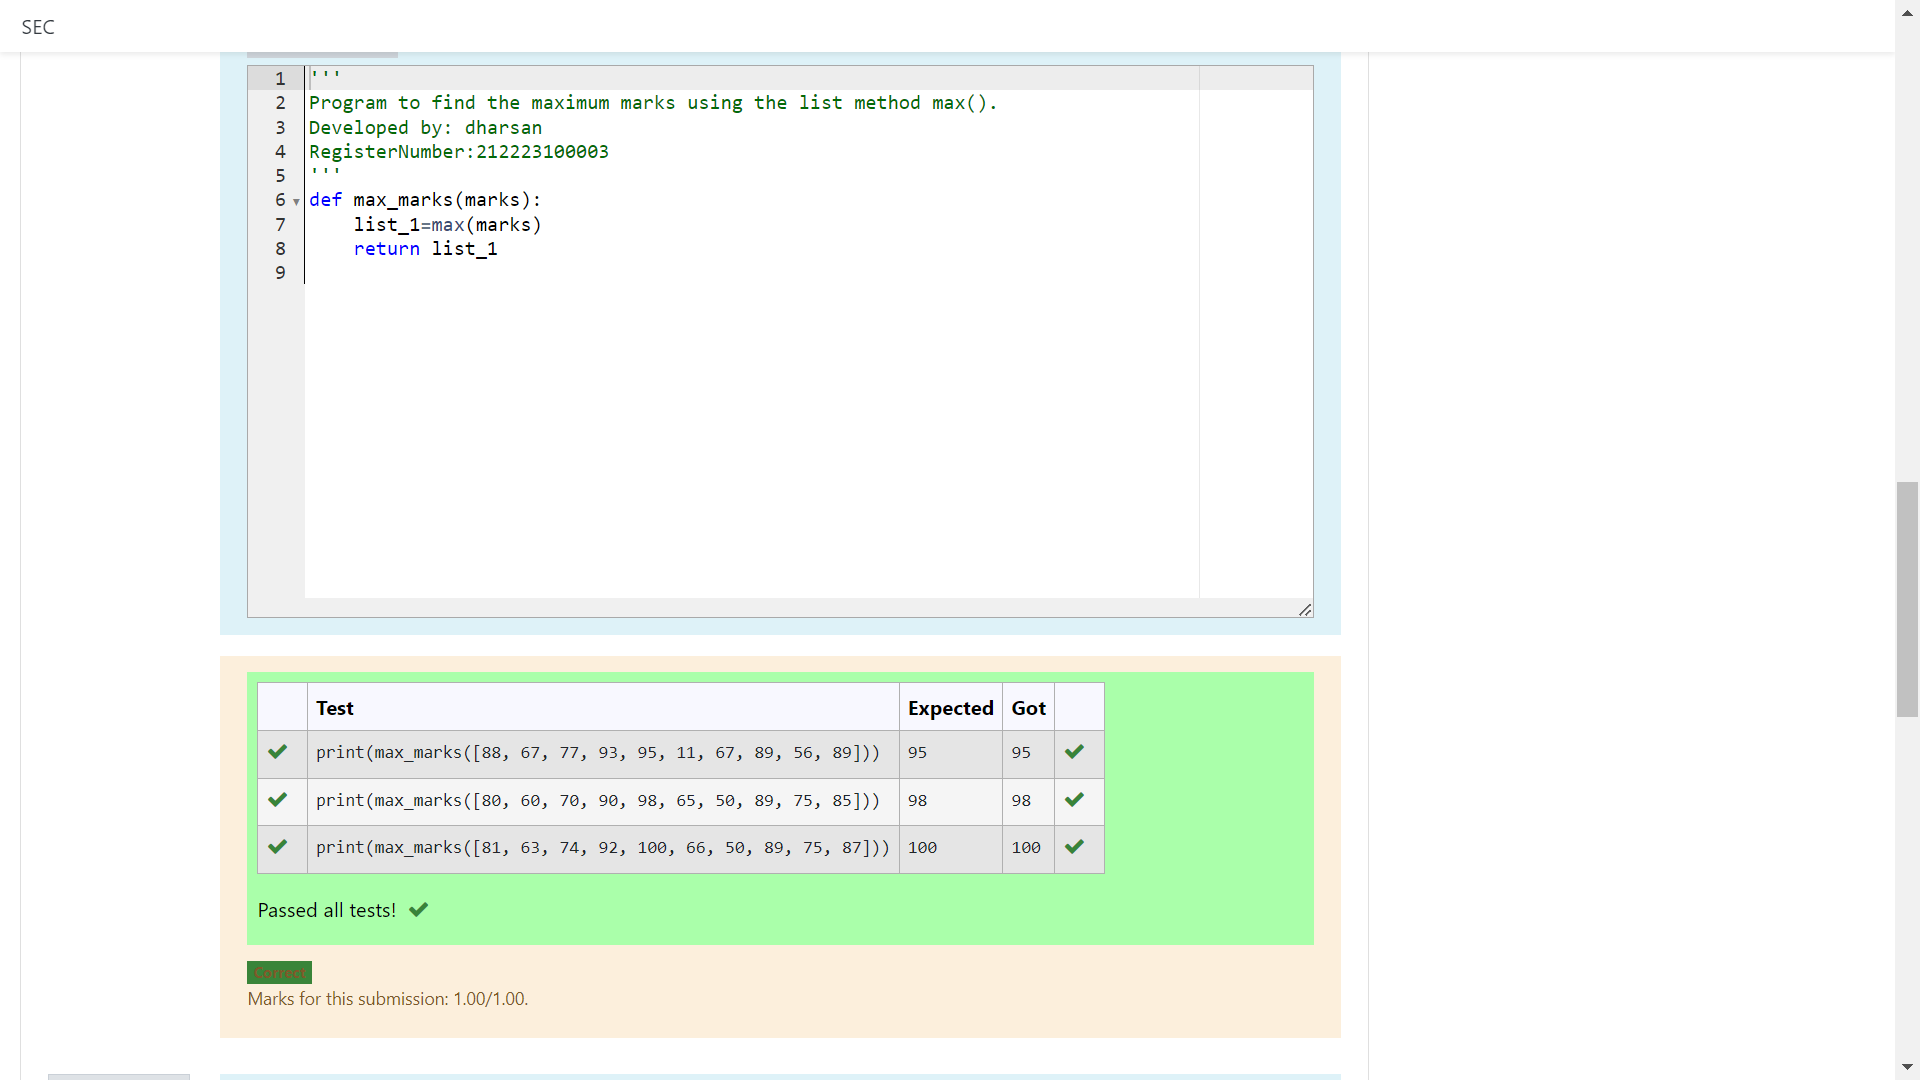 SEC
1 '''
2 Program to find the maximum marks using the list method max().
3 Developed by: dharsan
4 RegisterNumber:212223100003
5 '''
6 def max_marks(marks):
7     list_1=max(marks)
8     return list_1
9
Test Expected Got
print(max_marks([88, 67, 77, 93, 95, 11, 67, 89, 56, 89])) 95 95
print(max_marks([80, 60, 70, 90, 98, 65, 50, 89, 75, 85])) 98 98
print(max_marks([81, 63, 74, 92, 100, 66, 50, 89, 75, 87])) 100 100
Passed all tests!
Correct
Marks for this submission: 1.00/1.00.